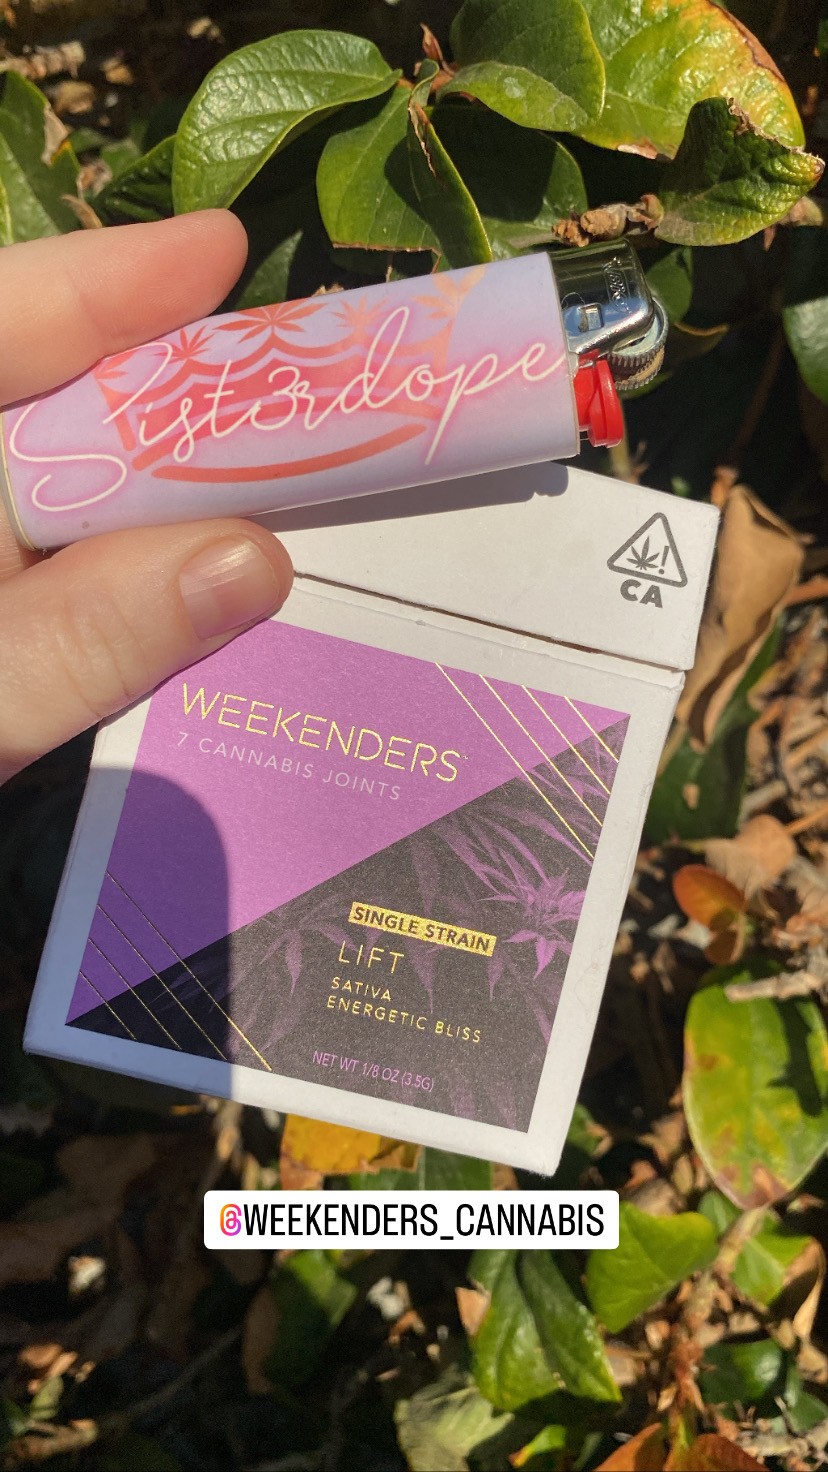 Sist3rdope
CA
WEEKENDERS™
7 CANNABIS JOINTS
SINGLE STRAIN
LIFT
SATIVA
ENERGETIC BLISS
NET WT 1/8 OZ (3.5G)
@WEEKENDERS_CANNABIS